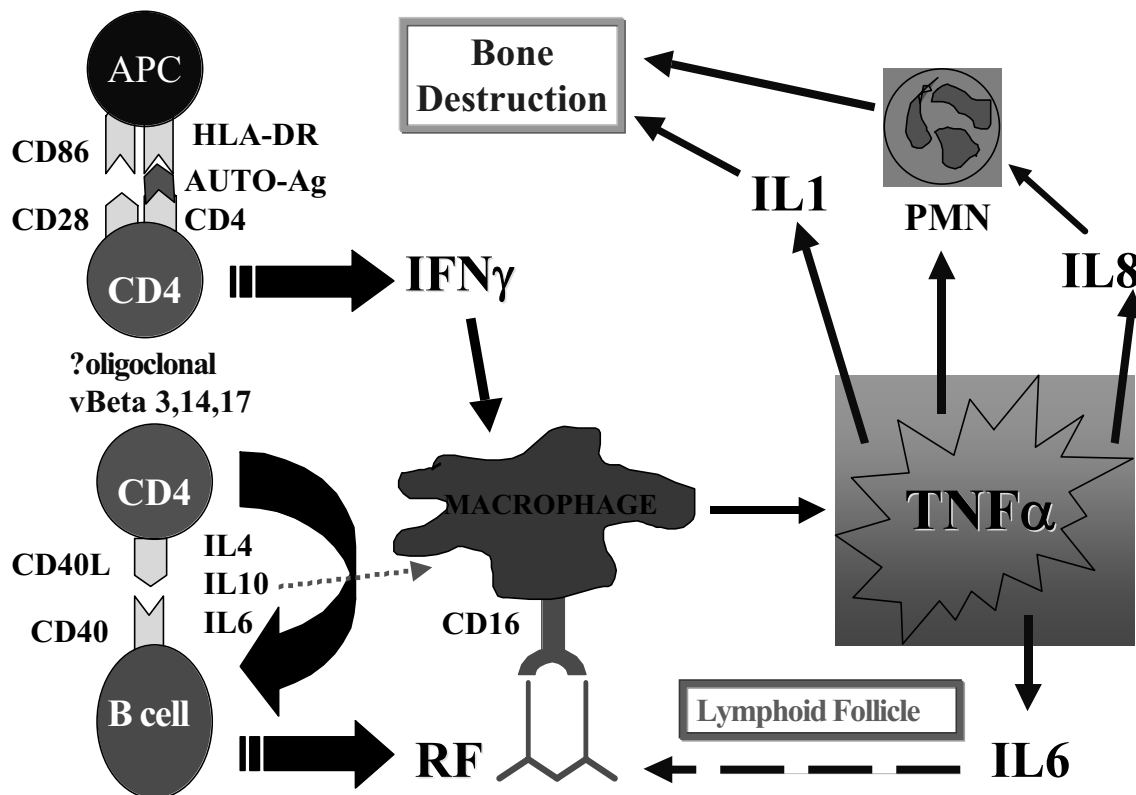 APC
CD86
HLA-DR
AUTO-Ag
CD28
CD4
CD4
IFNγ
?oligoclonal
vBeta 3,14,17
Bone
Destruction
IL1
PMN
IL8
CD4
MACROPHAGE
TNFα
CD40L
IL4
IL10
IL6
CD40
CD16
B cell
RF
Lymphoid Follicle
IL6